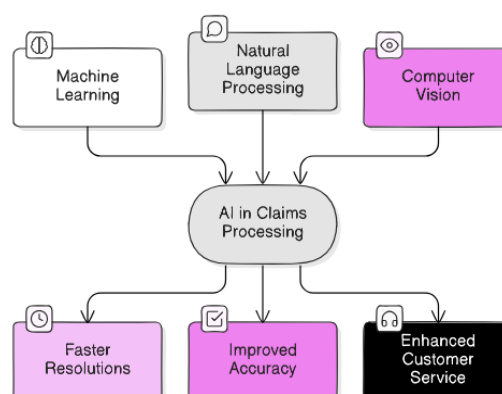 Machine
Learning
Natural
Language
Processing
Computer
Vision
AI in Claims
Processing
Faster
Resolutions
Improved
Accuracy
Enhanced
Customer
Service